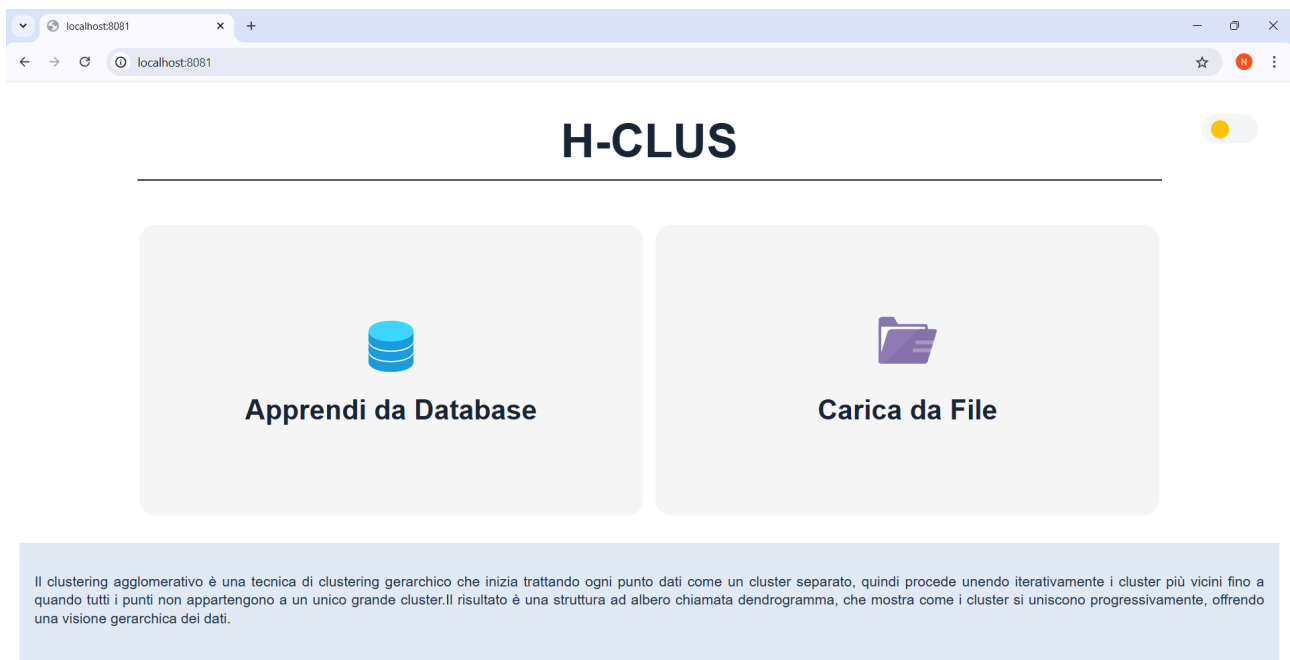 localhost:8081
localhost:8081
N
H-CLUS
Apprendi da Database
Carica da File
Il clustering agglomerativo è una tecnica di clustering gerarchico che inizia trattando ogni punto dati come un cluster separato, quindi procede unendo iterativamente i cluster più vicini fino a
quando tutti i punti non appartengono a un unico grande cluster.Il risultato è una struttura ad albero chiamata dendrogramma, che mostra come i cluster si uniscono progressivamente, offrendo
una visione gerarchica dei dati.